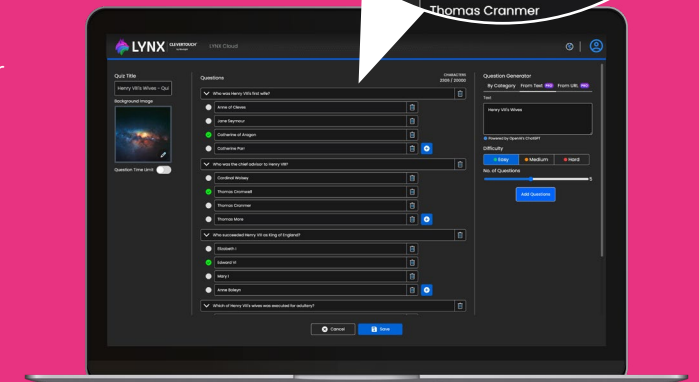 Thomas Cranmer
LYNX CLEVERTOUCH
LYNX Cloud
Quiz Title
Henry VIII's Wives - Qui
Background Image
Question Time Limit
Questions
CHARACTERS
2326 / 20000
Who was Henry VIII's first wife?
Anne of Cleves
Jane Seymour
Catherine of Aragon
Catherine Parr
Who was the chief advisor to Henry VIII?
Cardinal Wolsey
Thomas Cromwell
Thomas Cranmer
Thomas More
Who succeeded Henry VIII as King of England?
Elizabeth I
Edward VI
Mary I
Anne Boleyn
Which of Henry VIII's wives was executed for adultery?
Cancel
Save
Question Generator
By Category From Text PRO From URL PRO
Text
Henry VIII's Wives
Powered by OpenAI's ChatGPT
Difficulty
Easy Medium Hard
No. of Questions
5
Add Questions